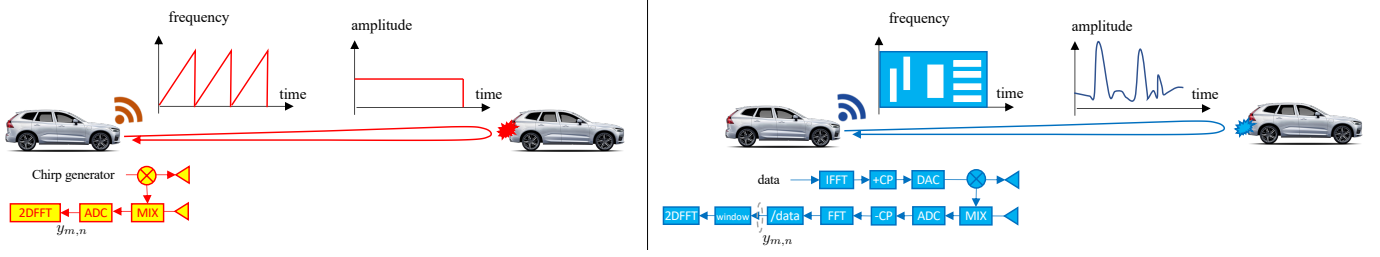 frequency
amplitude
time
time
Chirp generator
2DFFT
ADC
MIX
y_{m,n}
frequency
amplitude
time
time
data
IFFT
+CP
DAC
2DFFT
window
/data
FFT
-CP
ADC
MIX
y_{m,n}